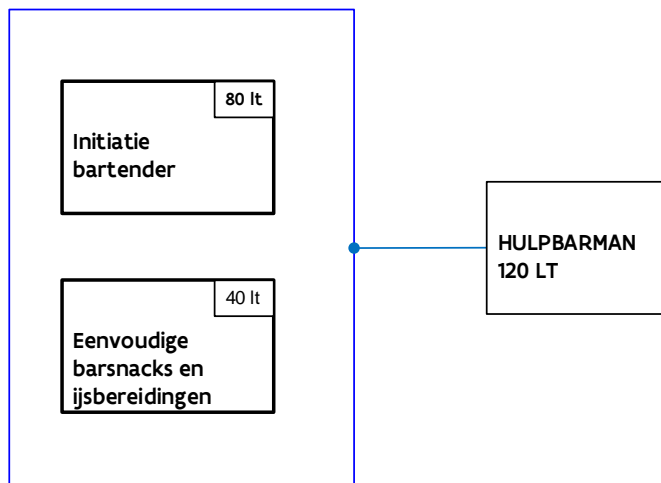 80 lt
Initiatie
bartender
HULPBARMAN
120 LT
40 lt
Eenvoudige
barsnacks en
ijsbereidingen